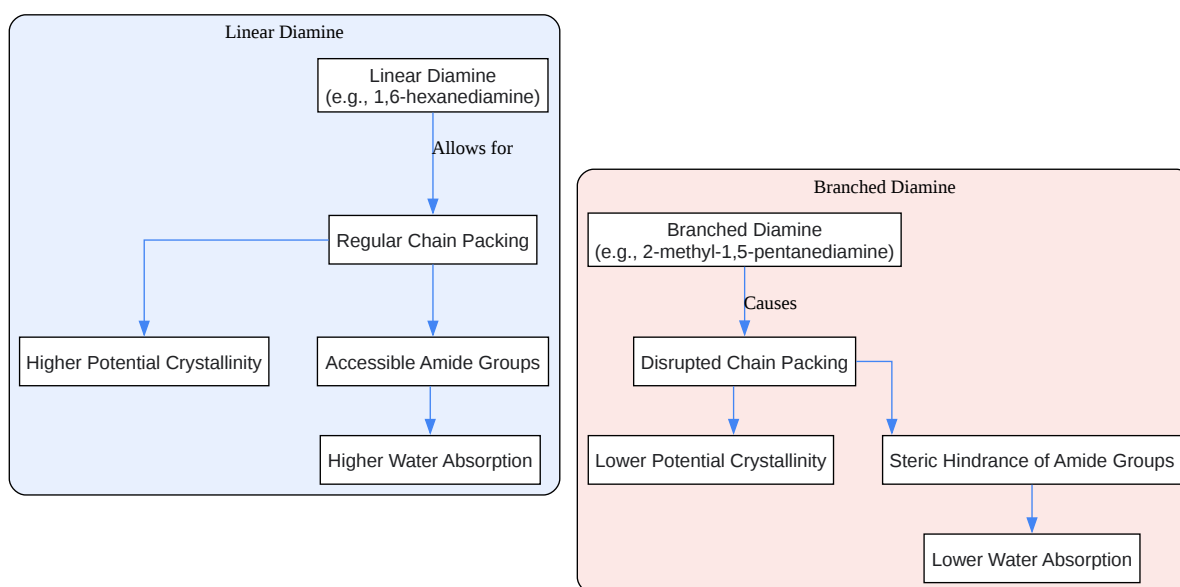 Linear Diamine
Linear Diamine
(e.g., 1,6-hexanediamine)
Allows for
Regular Chain Packing
Higher Potential Crystallinity
Accessible Amide Groups
Higher Water Absorption
Branched Diamine
Branched Diamine
(e.g., 2-methyl-1,5-pentanediamine)
Causes
Disrupted Chain Packing
Lower Potential Crystallinity
Steric Hindrance of Amide Groups
Lower Water Absorption